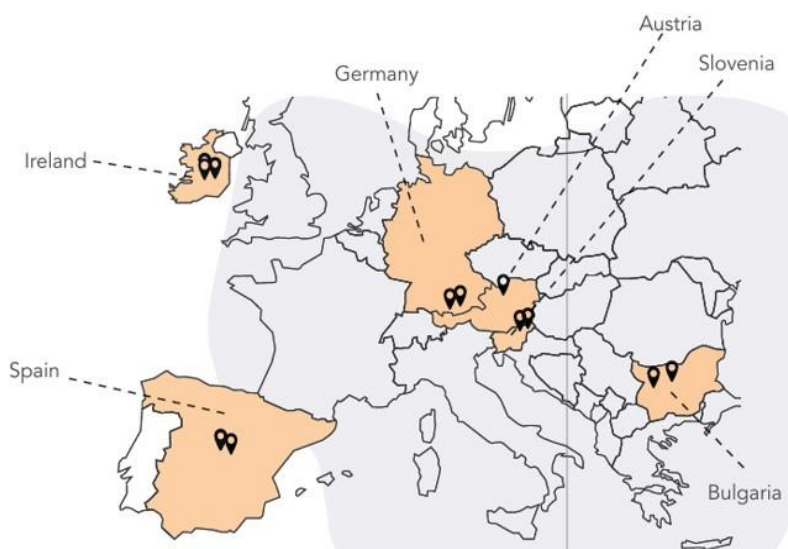 Austria
Slovenia
Germany
Ireland
Spain
Bulgaria